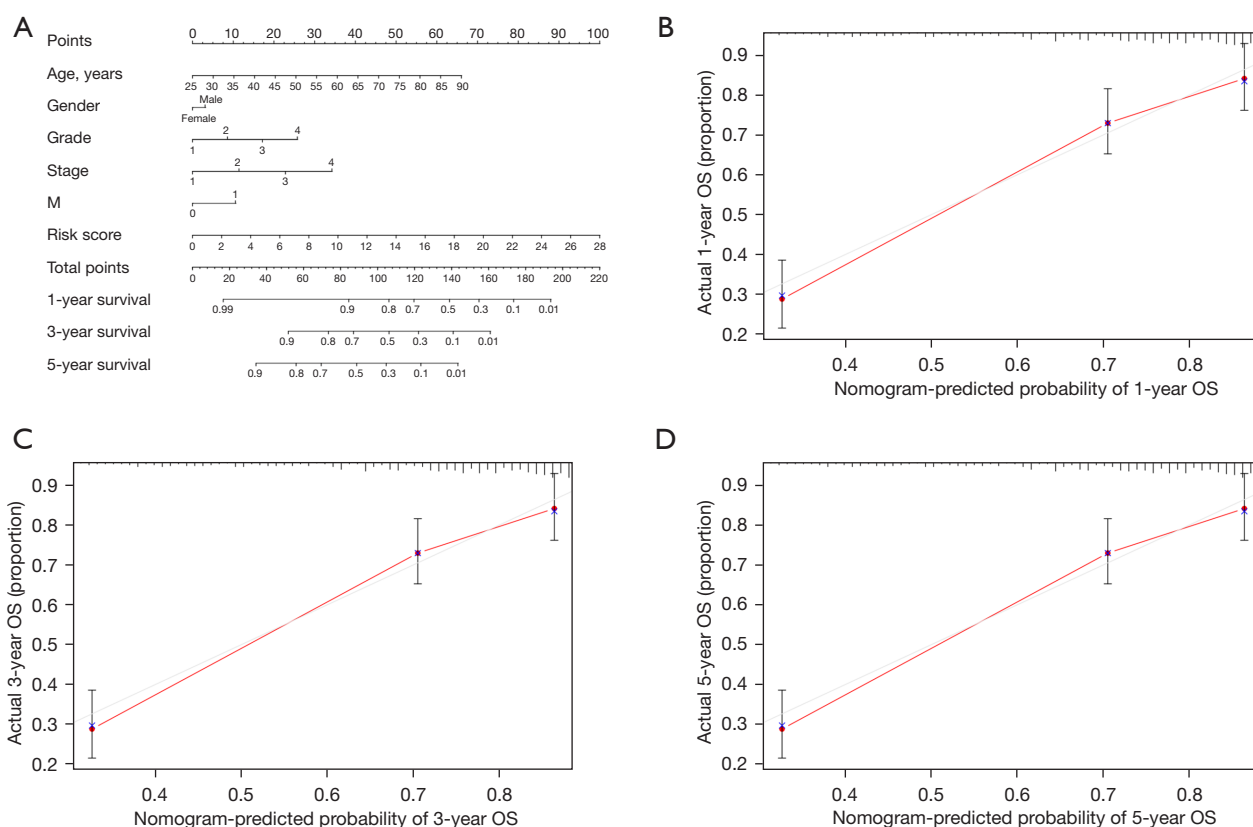 A
Points
0 10 20 30 40 50 60 70 80 90 100
Age, years
25 30 35 40 45 50 55 60 65 70 75 80 85 90
Gender
Male
Female
Grade
2 4
1 3
Stage
2 4
1 3
M
1
0
Risk score
0 2 4 6 8 10 12 14 16 18 20 22 24 26 28
Total points
0 20 40 60 80 100 120 140 160 180 200 220
1-year survival
0.99 0.9 0.8 0.7 0.5 0.3 0.1 0.01
3-year survival
0.9 0.8 0.7 0.5 0.3 0.1 0.01
5-year survival
0.9 0.8 0.7 0.5 0.3 0.1 0.01
B
Actual 1-year OS (proportion)
0.9
0.8
0.7
0.6
0.5
0.4
0.3
0.2
0.4 0.5 0.6 0.7 0.8
Nomogram-predicted probability of 1-year OS
C
Actual 3-year OS (proportion)
0.9
0.8
0.7
0.6
0.5
0.4
0.3
0.2
0.4 0.5 0.6 0.7 0.8
Nomogram-predicted probability of 3-year OS
D
Actual 5-year OS (proportion)
0.9
0.8
0.7
0.6
0.5
0.4
0.3
0.2
0.4 0.5 0.6 0.7 0.8
Nomogram-predicted probability of 5-year OS